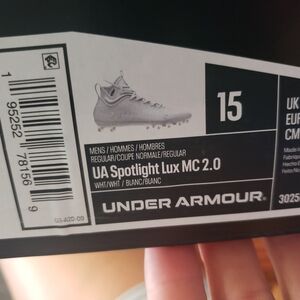 15
UK
EUR
CM
MENS / HOMMES / HOMBRES
REGULAR/COUPE NORMALE/REGULAR
UA Spotlight Lux MC 2.0
WHT/WHT / BLANC/BLANC
UNDER ARMOUR
3025
1 95252 78156 9